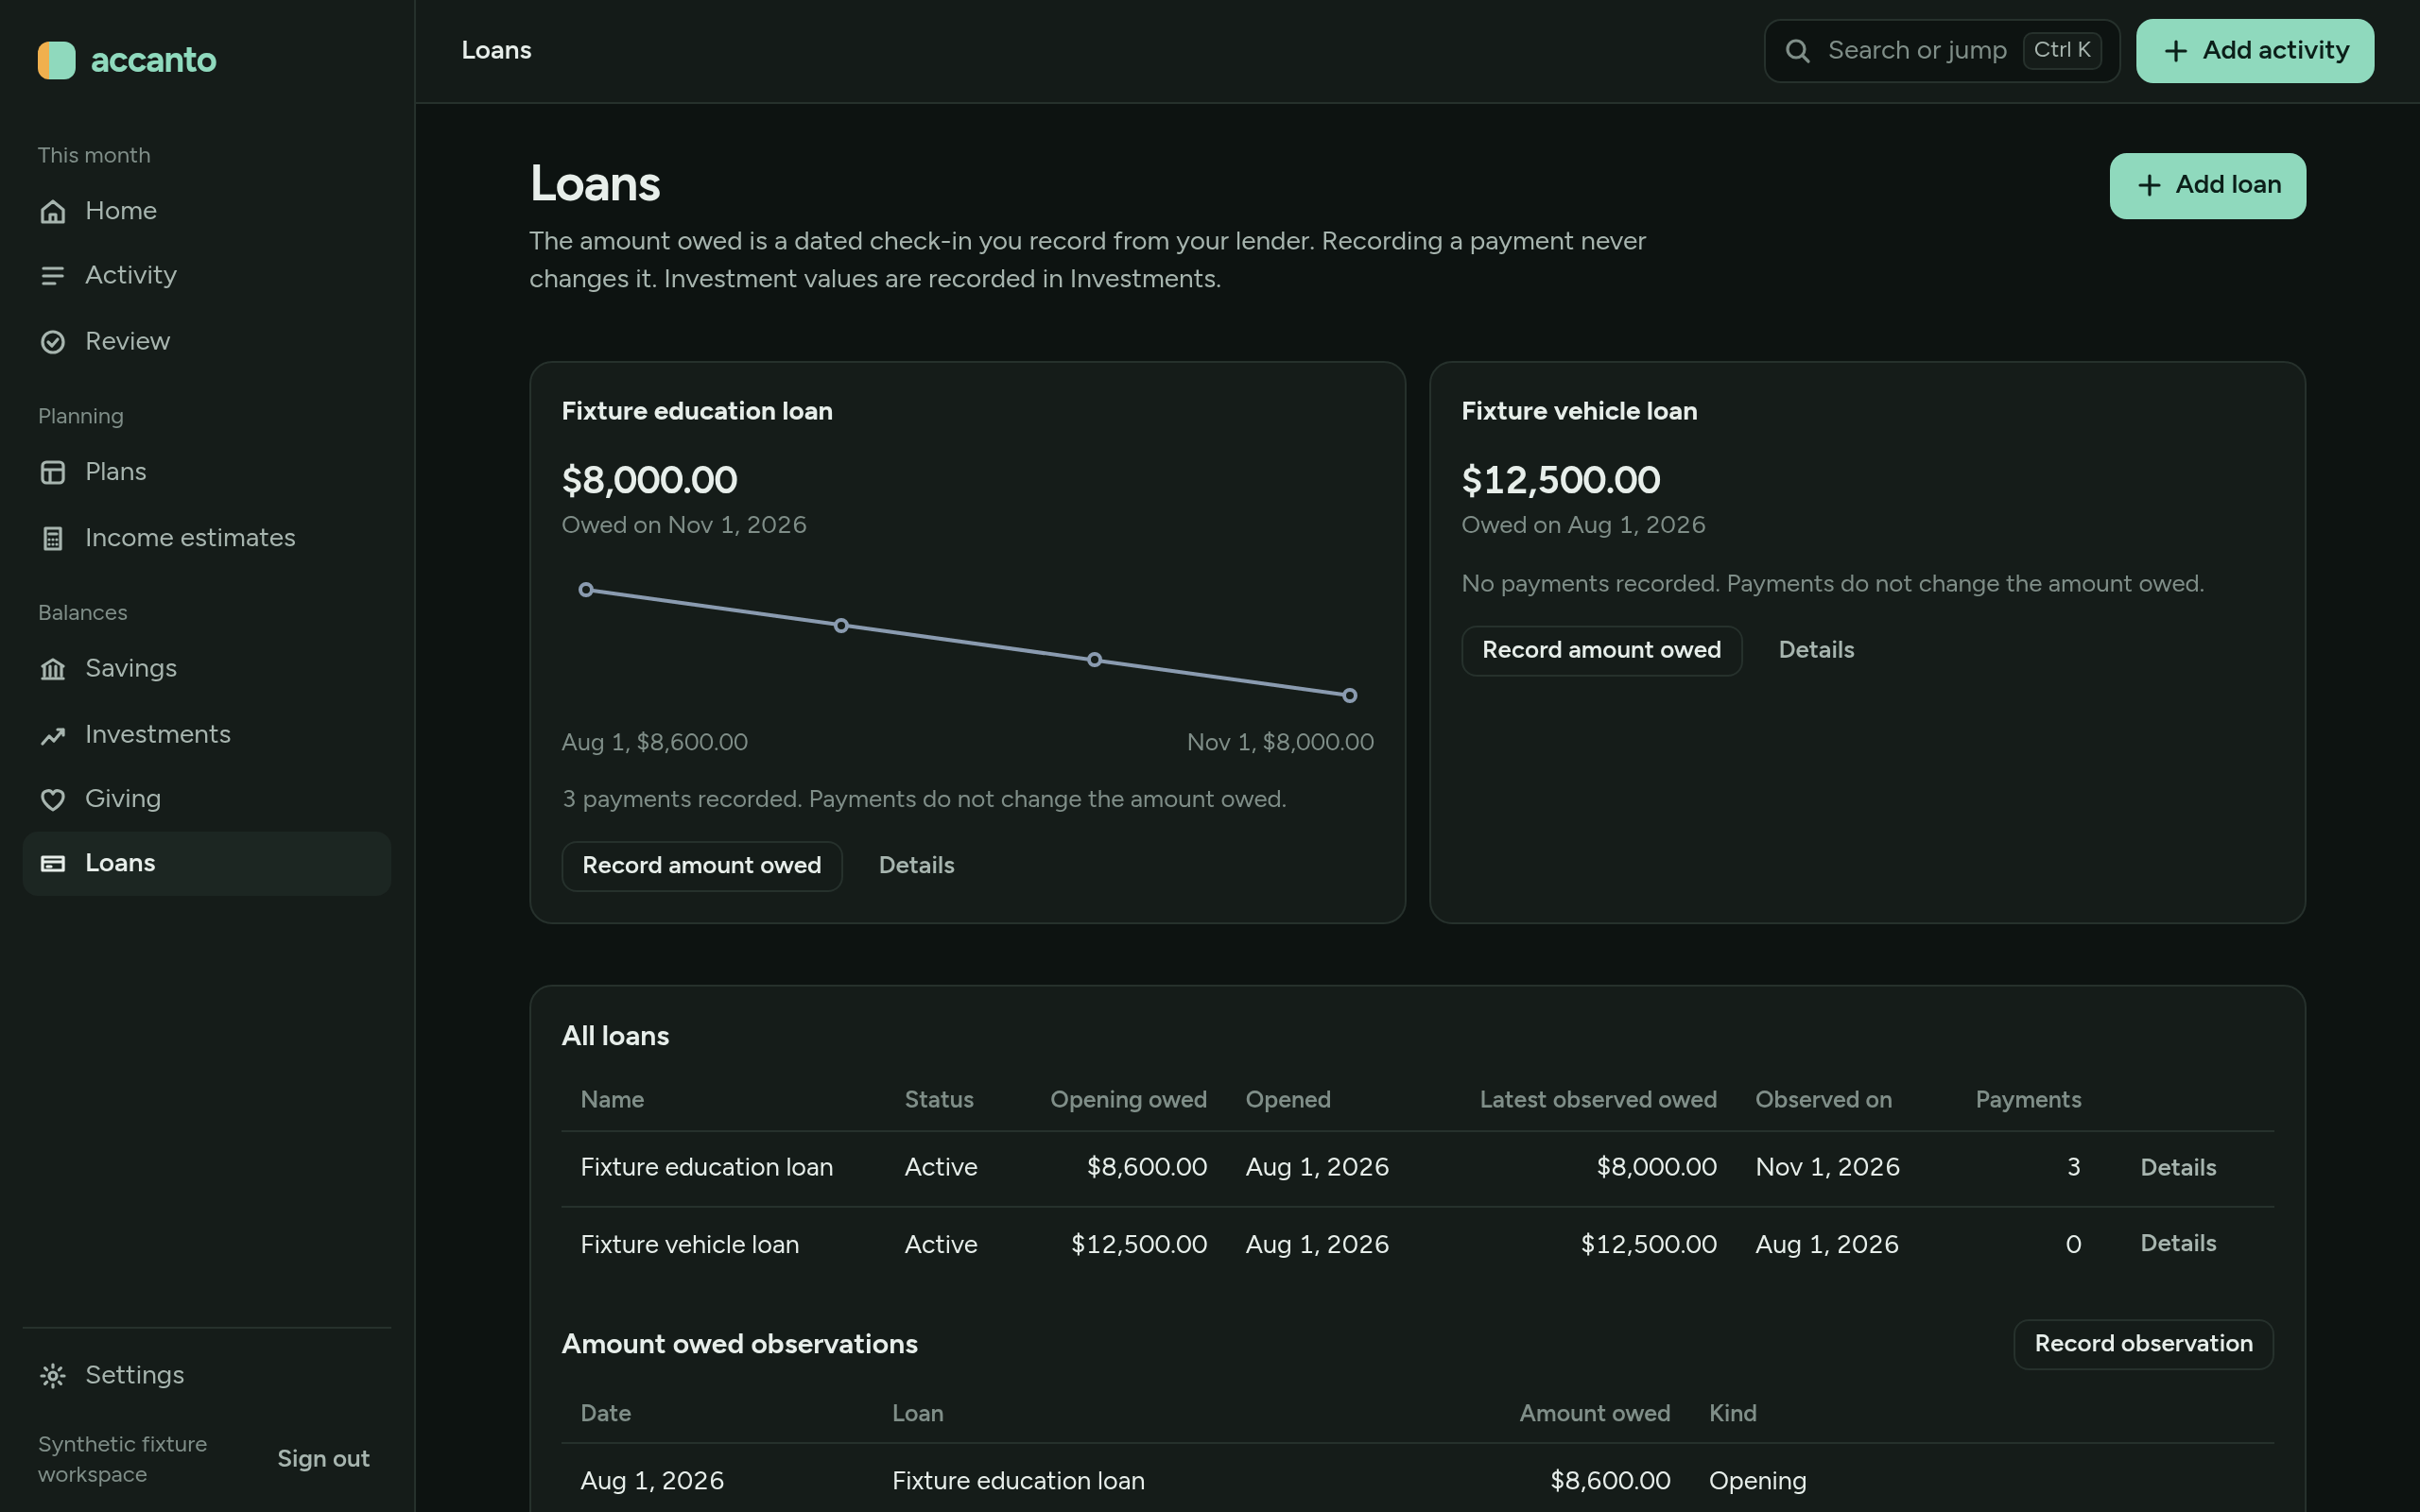 accanto
This month
Home
Activity
Review
Planning
Plans
Income estimates
Balances
Savings
Investments
Giving
Loans
Settings
Synthetic fixture
workspace
Sign out
Loans
Search or jump
Ctrl K
Add activity
Loans
Add loan
The amount owed is a dated check-in you record from your lender. Recording a payment never
changes it. Investment values are recorded in Investments.
Fixture education loan
$8,000.00
Owed on Nov 1, 2026
Aug 1, $8,600.00 Nov 1, $8,000.00
3 payments recorded. Payments do not change the amount owed.
Record amount owed Details
Fixture vehicle loan
$12,500.00
Owed on Aug 1, 2026
No payments recorded. Payments do not change the amount owed.
Record amount owed Details
All loans
Name Status Opening owed Opened Latest observed owed Observed on Payments
Fixture education loan Active $8,600.00 Aug 1, 2026 $8,000.00 Nov 1, 2026 3 Details
Fixture vehicle loan Active $12,500.00 Aug 1, 2026 $12,500.00 Aug 1, 2026 0 Details
Amount owed observations Record observation
Date Loan Amount owed Kind
Aug 1, 2026 Fixture education loan $8,600.00 Opening